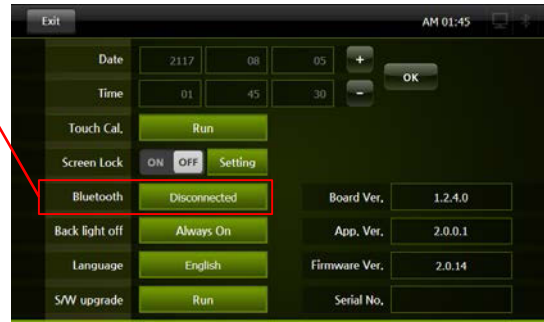 Exit AM 01:45
Date 2117 08 05 + OK
Time 01 45 30 -
Touch Cal. Run
Screen Lock ON OFF Setting
Bluetooth Disconnected Board Ver. 1.2.4.0
Back light off Always On App. Ver. 2.0.0.1
Language English Firmware Ver. 2.0.14
S/W upgrade Run Serial No.